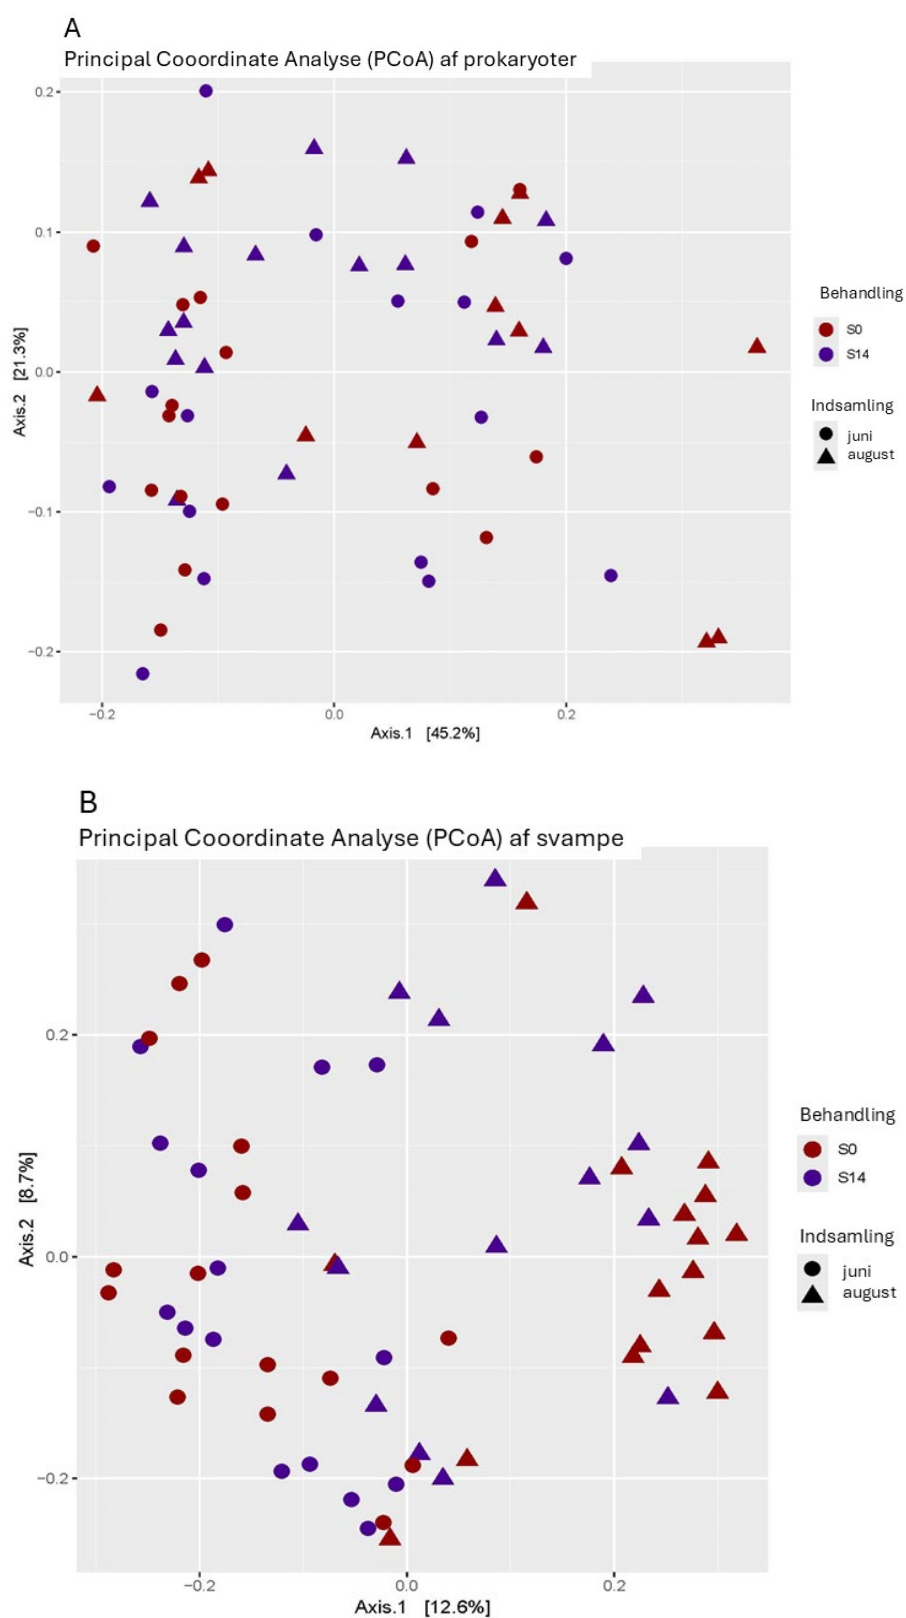 A
Principal Cooordinate Analyse (PCoA) af prokaryoter
0.2
0.1
0.0
−0.1
−0.2
Axis.2 [21.3%]
−0.2 0.0 0.2
Axis.1 [45.2%]
Behandling
S0
S14
Indsamling
juni
august
B
Principal Cooordinate Analyse (PCoA) af svampe
0.2
0.0
−0.2
Axis.2 [8.7%]
−0.2 0.0 0.2
Axis.1 [12.6%]
Behandling
S0
S14
Indsamling
juni
august